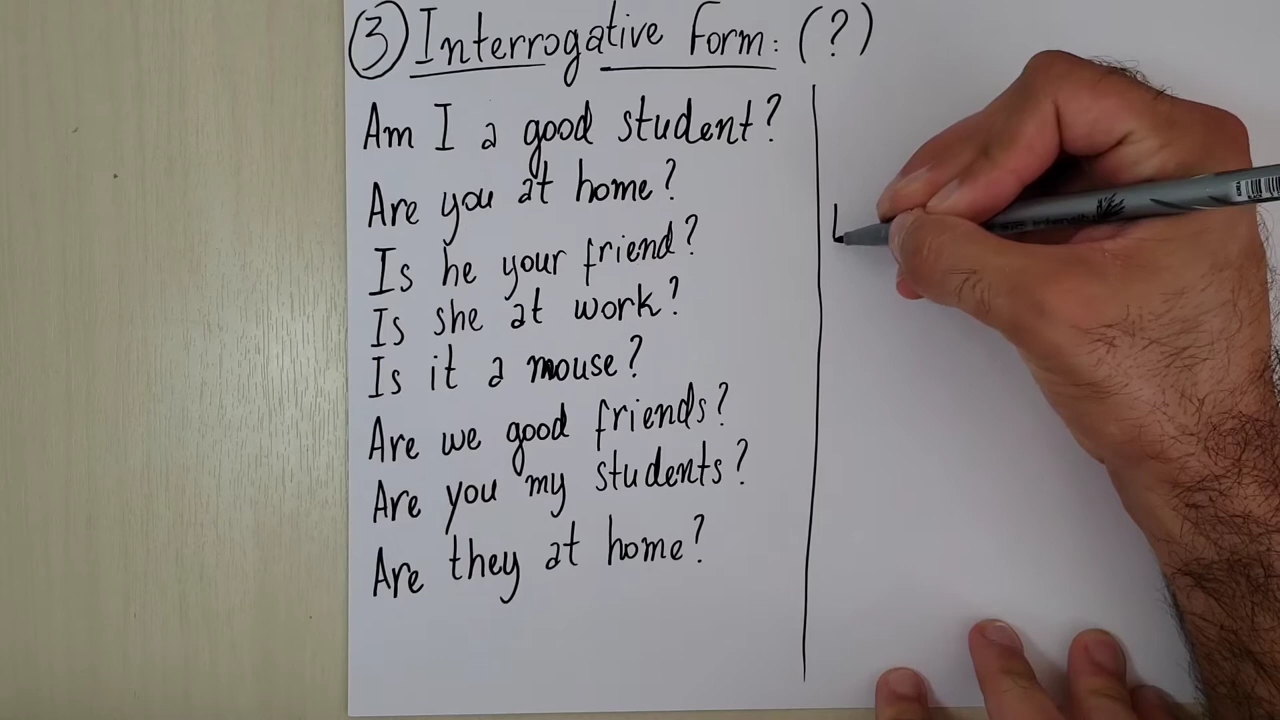 ③ Interrogative Form: (?)
Am I a good student?
Are you at home?
Is he your friend?
Is she at work?
Is it a mouse?
Are we good friends?
Are you my students?
Are they at home?